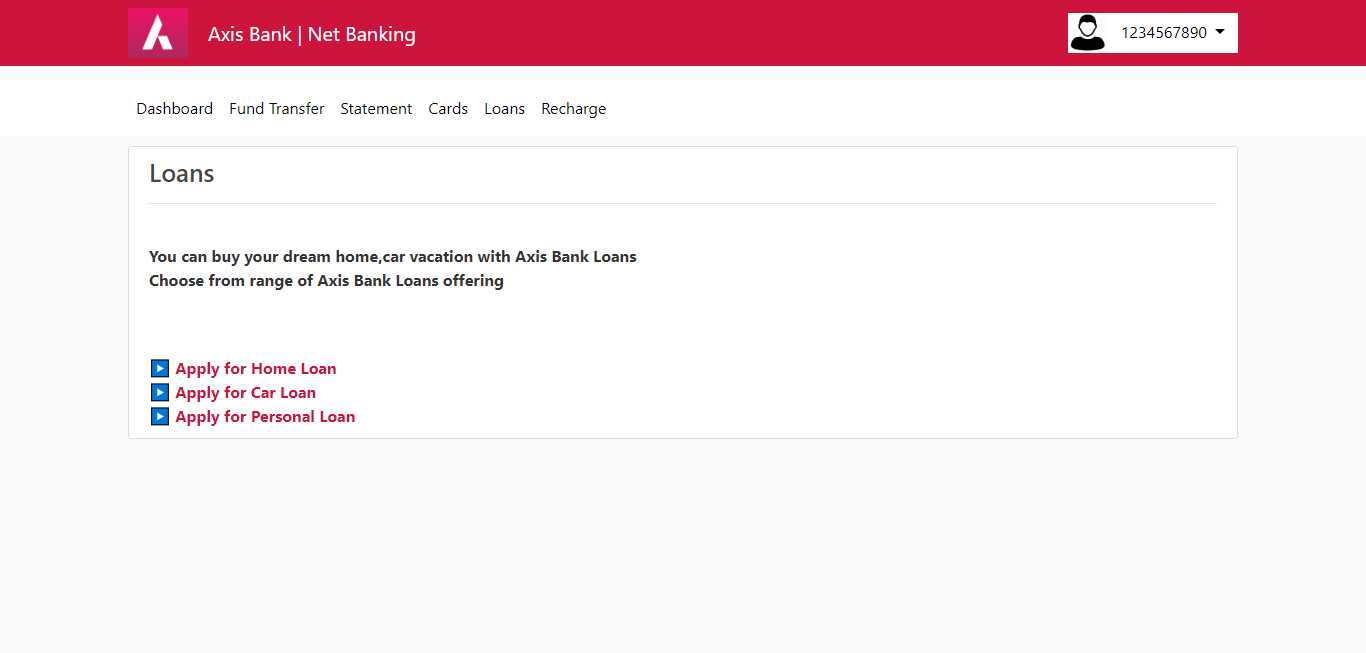 Axis Bank | Net Banking
1234567890
Dashboard Fund Transfer Statement Cards Loans Recharge
Loans
You can buy your dream home,car vacation with Axis Bank Loans
Choose from range of Axis Bank Loans offering
Apply for Home Loan
Apply for Car Loan
Apply for Personal Loan